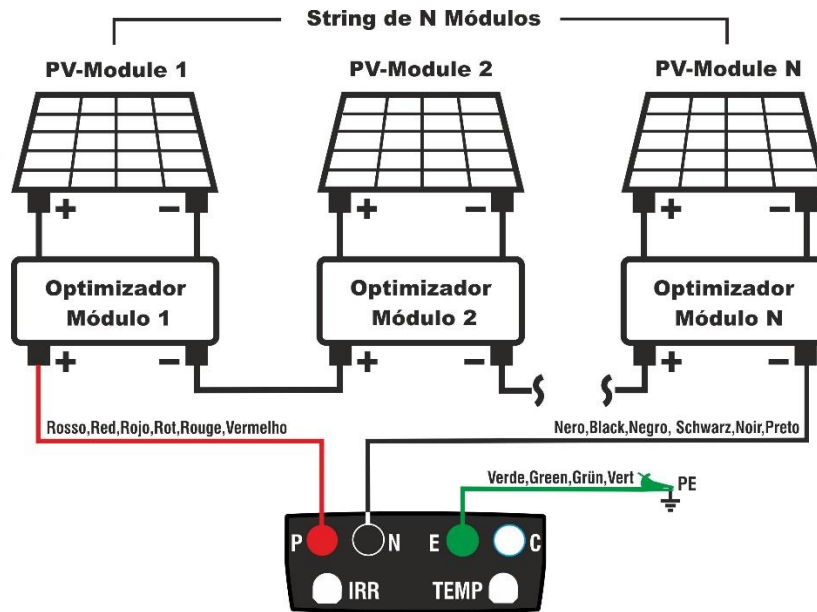 String de N Módulos
PV-Module 1
PV-Module 2
PV-Module N
+ −
+ −
+ −
Optimizador
Módulo 1
Optimizador
Módulo 2
Optimizador
Módulo N
+ −
+ −
+ −
Rosso,Red,Rojo,Rot,Rouge,Vermelho
Nero,Black,Negro, Schwarz,Noir,Preto
Verde,Green,Grün,Vert
PE
P N E C
IRR TEMP